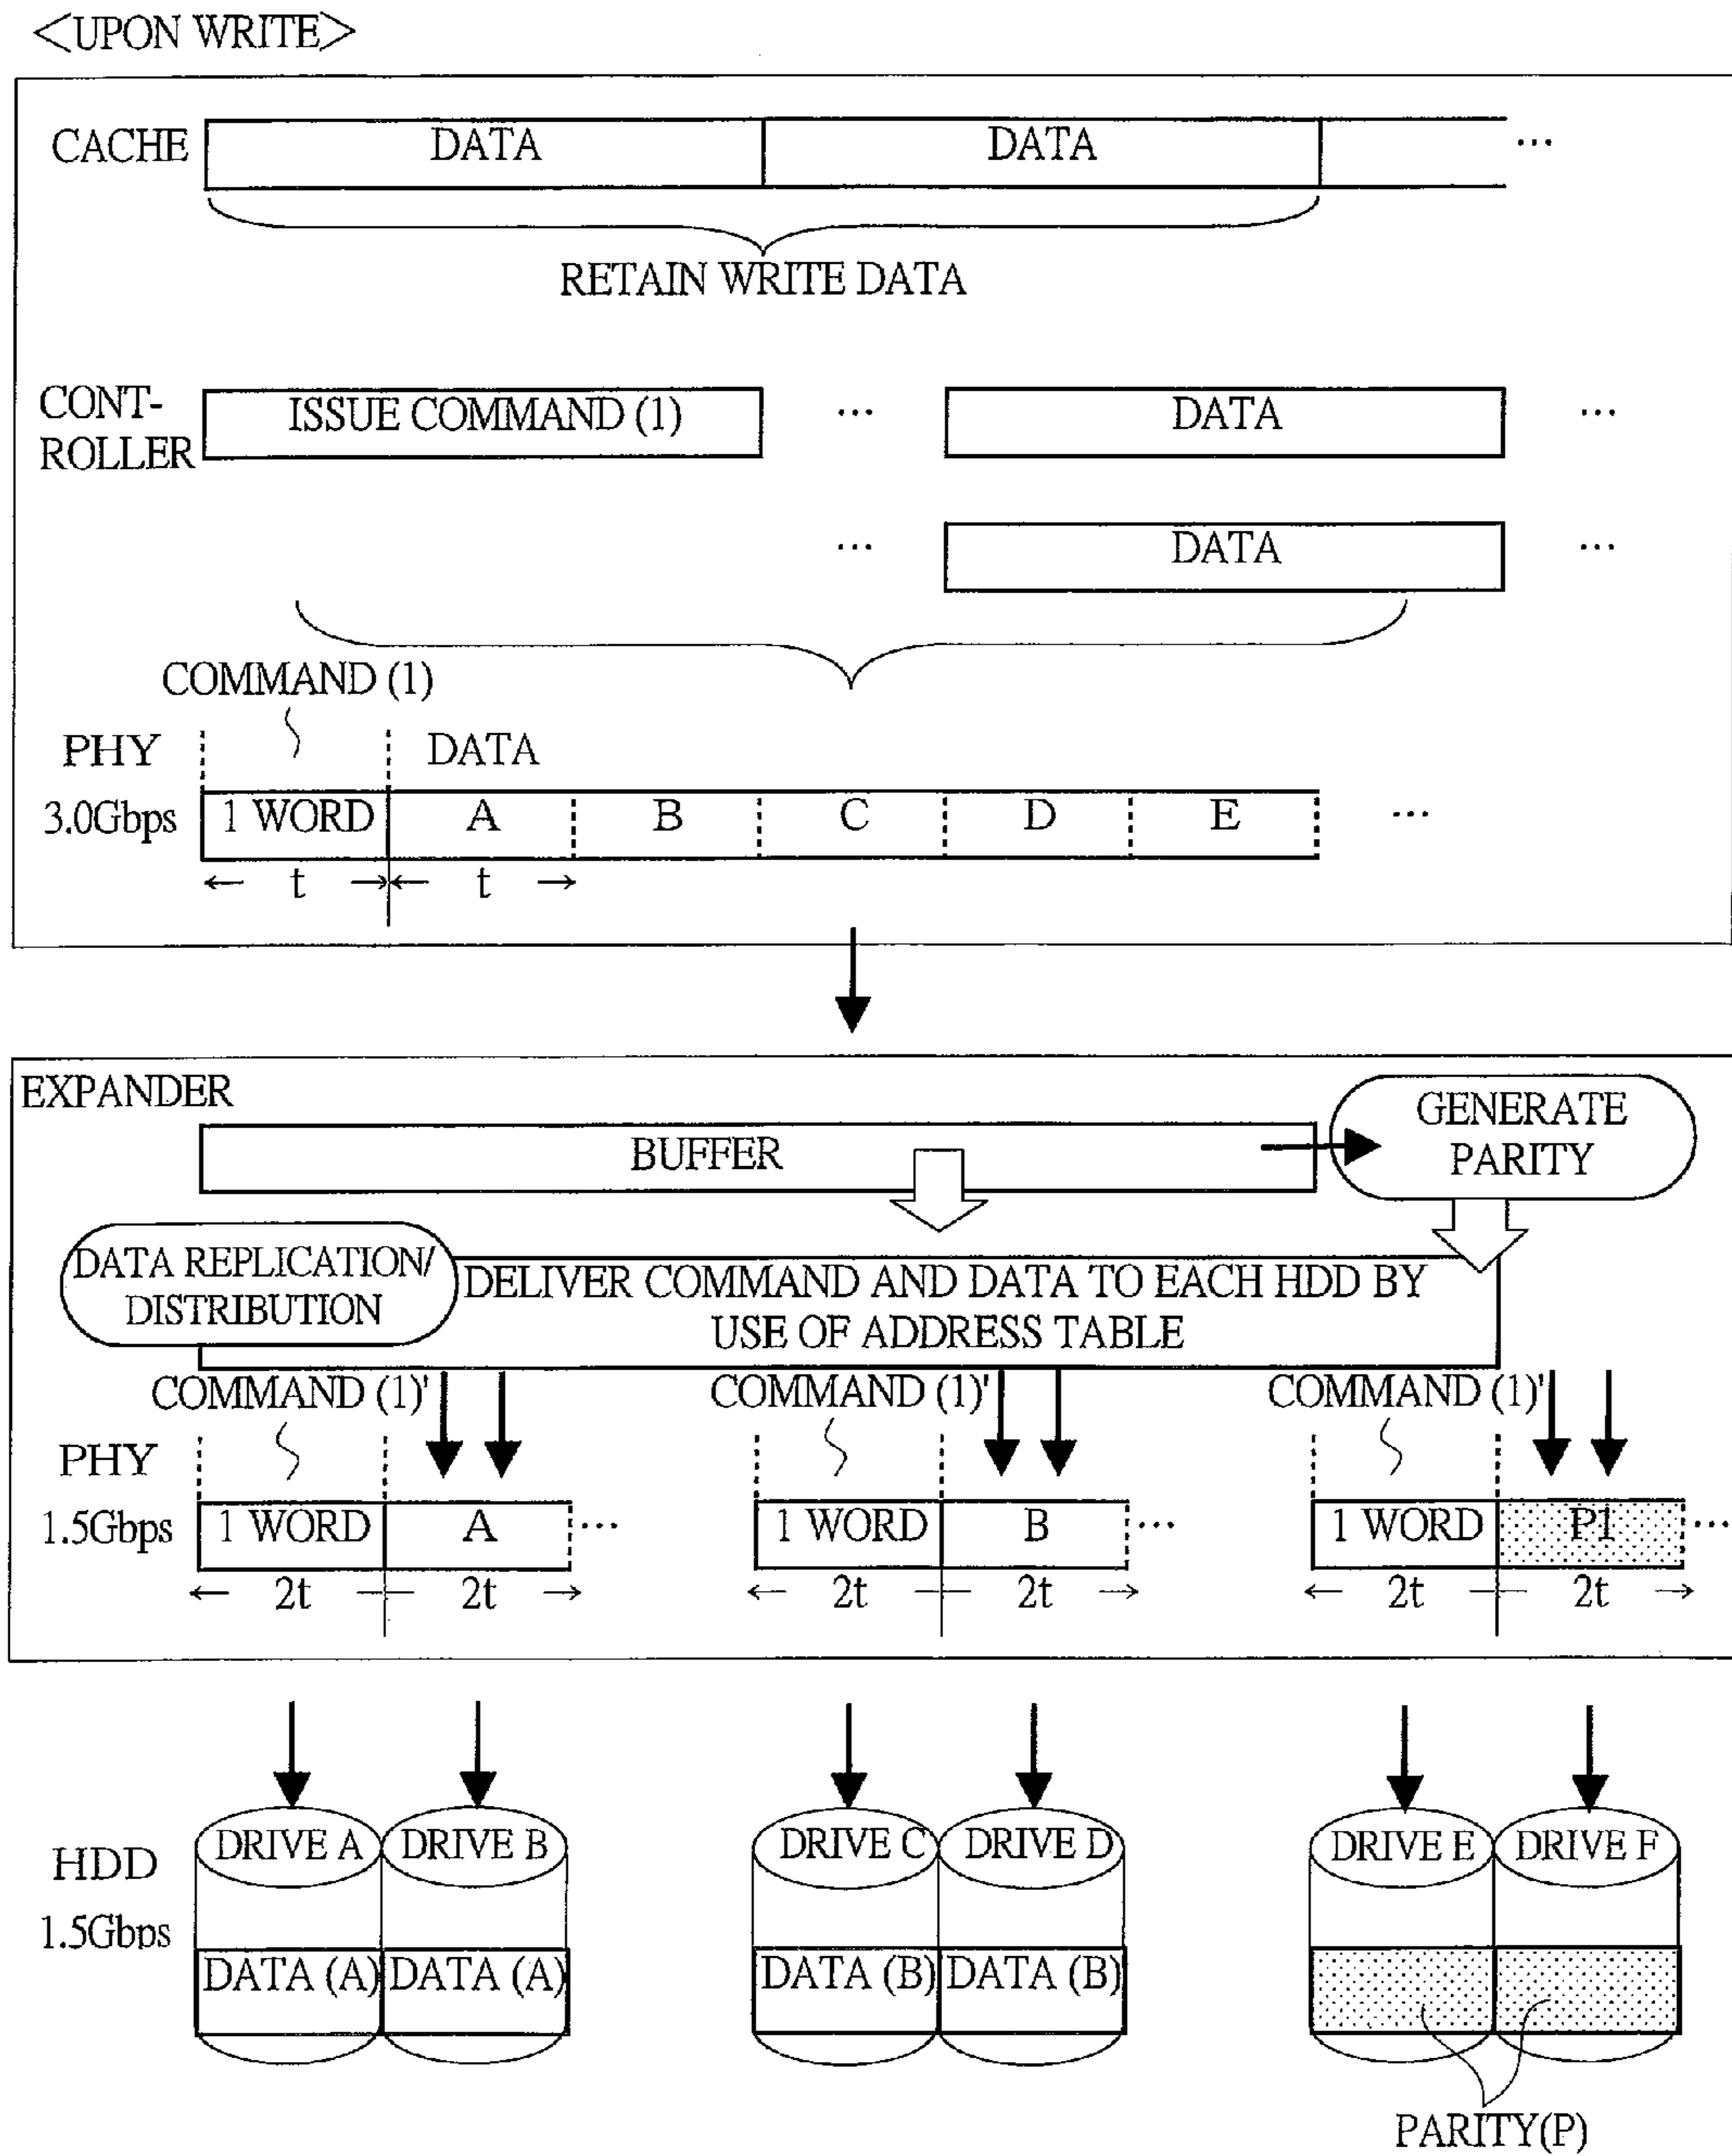 <UPON WRITE>
CACHE DATA DATA ...
RETAIN WRITE DATA
CONT-
ROLLER ISSUE COMMAND (1) ... DATA ...
... DATA ...
COMMAND (1)
PHY DATA
3.0Gbps 1 WORD A B C D E ...
← t → ← t →
EXPANDER
BUFFER
GENERATE
PARITY
DATA REPLICATION/
DISTRIBUTION
DELIVER COMMAND AND DATA TO EACH HDD BY
USE OF ADDRESS TABLE
COMMAND (1)' COMMAND (1)' COMMAND (1)'
PHY
1.5Gbps 1 WORD A ... 1 WORD B ... 1 WORD P1 ...
← 2t → ← 2t → ← 2t → ← 2t → ← 2t → ← 2t →
DRIVE A DRIVE B DRIVE C DRIVE D DRIVE E DRIVE F
HDD
1.5Gbps
DATA (A) DATA (A) DATA (B) DATA (B)
PARITY(P)